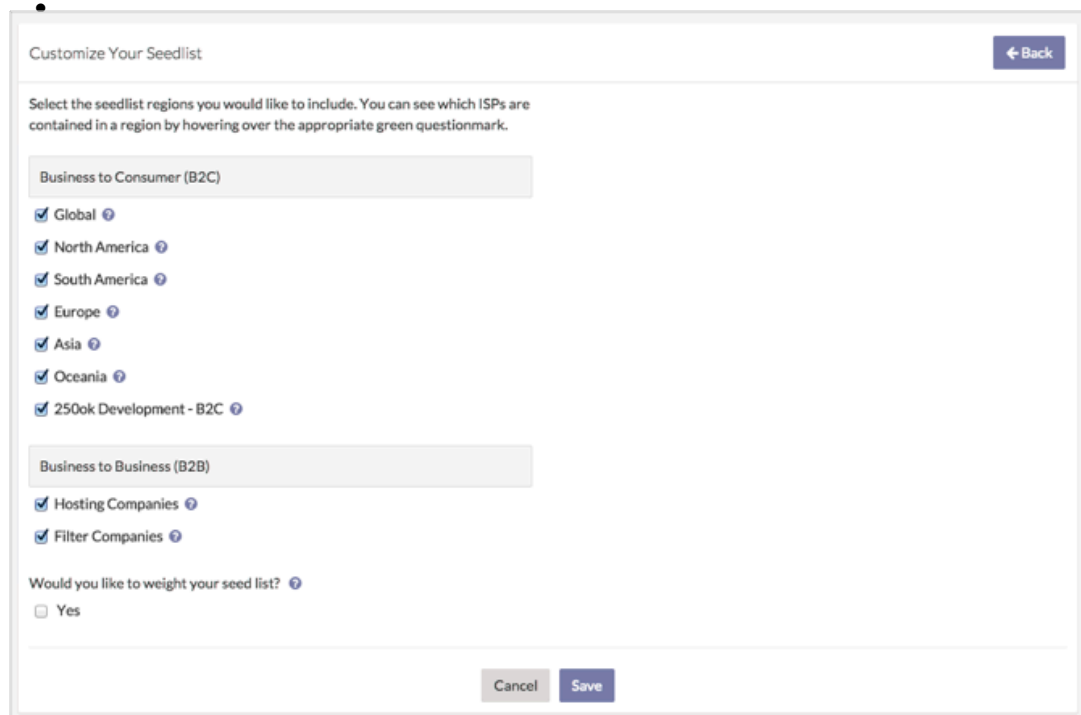 Customize Your Seedlist
Back
Select the seedlist regions you would like to include. You can see which ISPs are
contained in a region by hovering over the appropriate green questionmark.
Business to Consumer (B2C)
Global
North America
South America
Europe
Asia
Oceania
250ok Development - B2C
Business to Business (B2B)
Hosting Companies
Filter Companies
Would you like to weight your seed list?
Yes
Cancel
Save